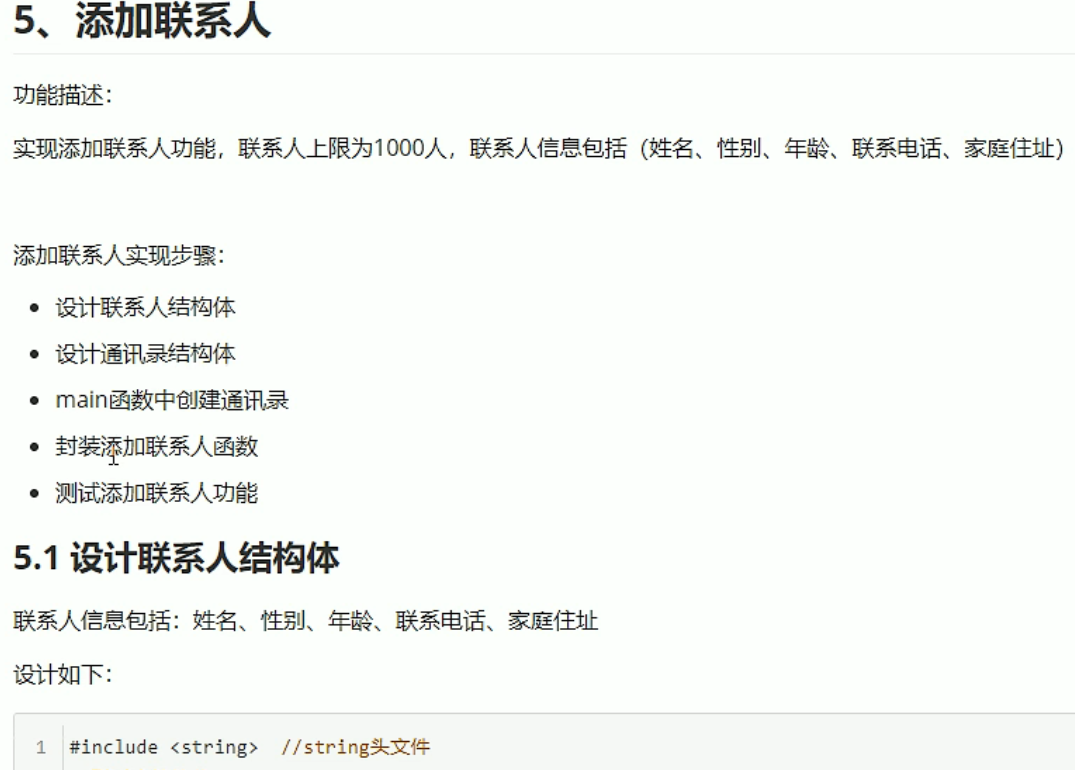 5、添加联系人
功能描述：
实现添加联系人功能，联系人上限为1000人，联系人信息包括（姓名、性别、年龄、联系电话、家庭住址）
添加联系人实现步骤：
• 设计联系人结构体
• 设计通讯录结构体
• main函数中创建通讯录
• 封装添加联系人函数
• 测试添加联系人功能
5.1 设计联系人结构体
联系人信息包括：姓名、性别、年龄、联系电话、家庭住址
设计如下：
1 #include <string>  //string头文件